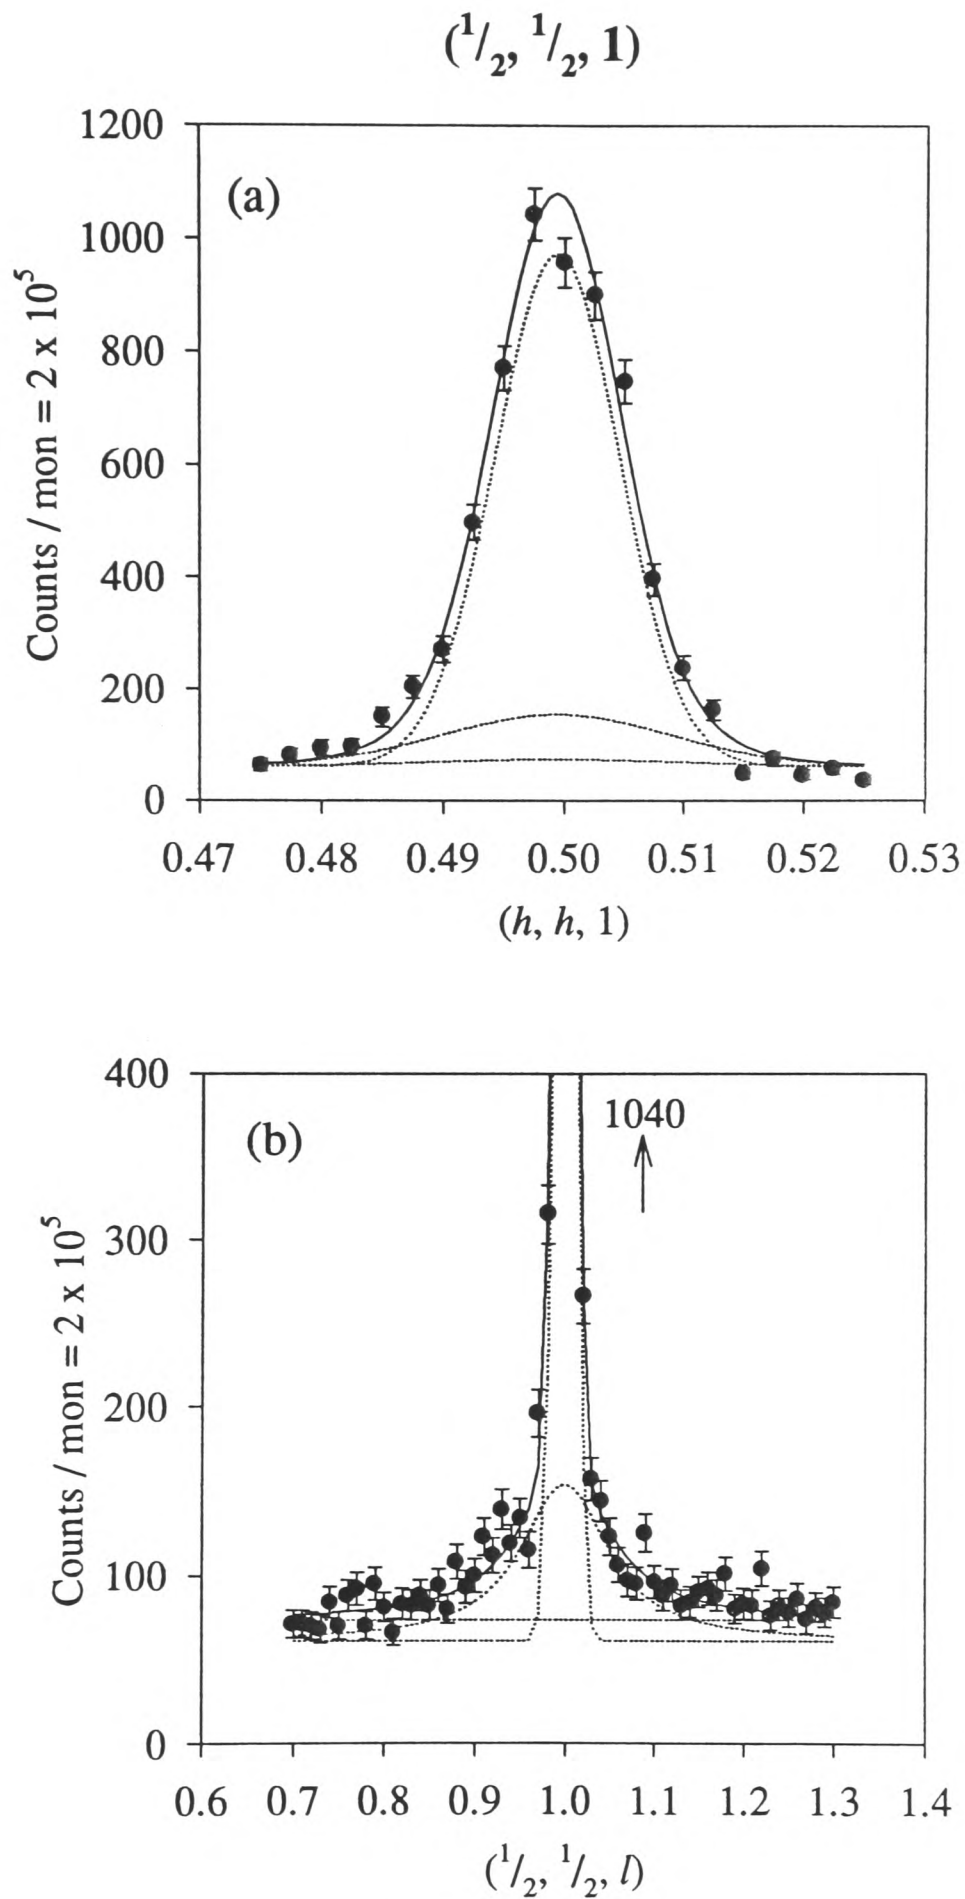 (1/2, 1/2, 1)
1200
(a)
1000
800
600
400
200
0
Counts / mon = 2 x 10^5
0.47 0.48 0.49 0.50 0.51 0.52 0.53
(h, h, 1)
400
1040
(b)
300
200
100
0
Counts / mon = 2 x 10^5
0.6 0.7 0.8 0.9 1.0 1.1 1.2 1.3 1.4
(1/2, 1/2, l)